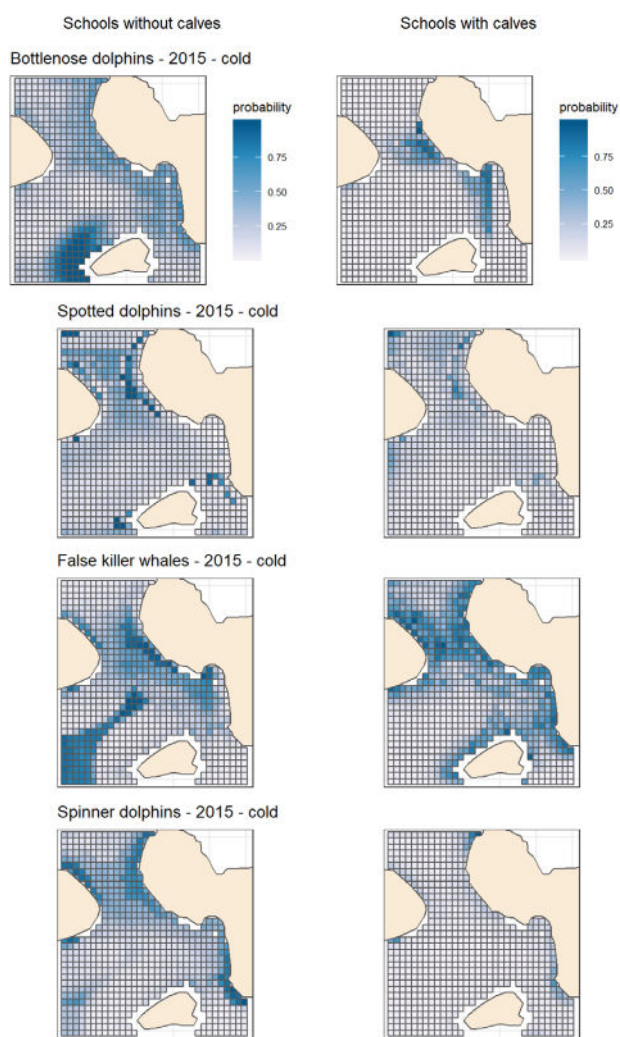 Schools without calves
Schools with calves
Bottlenose dolphins - 2015 - cold
probability
0.75
0.50
0.25
probability
0.75
0.50
0.25
Spotted dolphins - 2015 - cold
False killer whales - 2015 - cold
Spinner dolphins - 2015 - cold